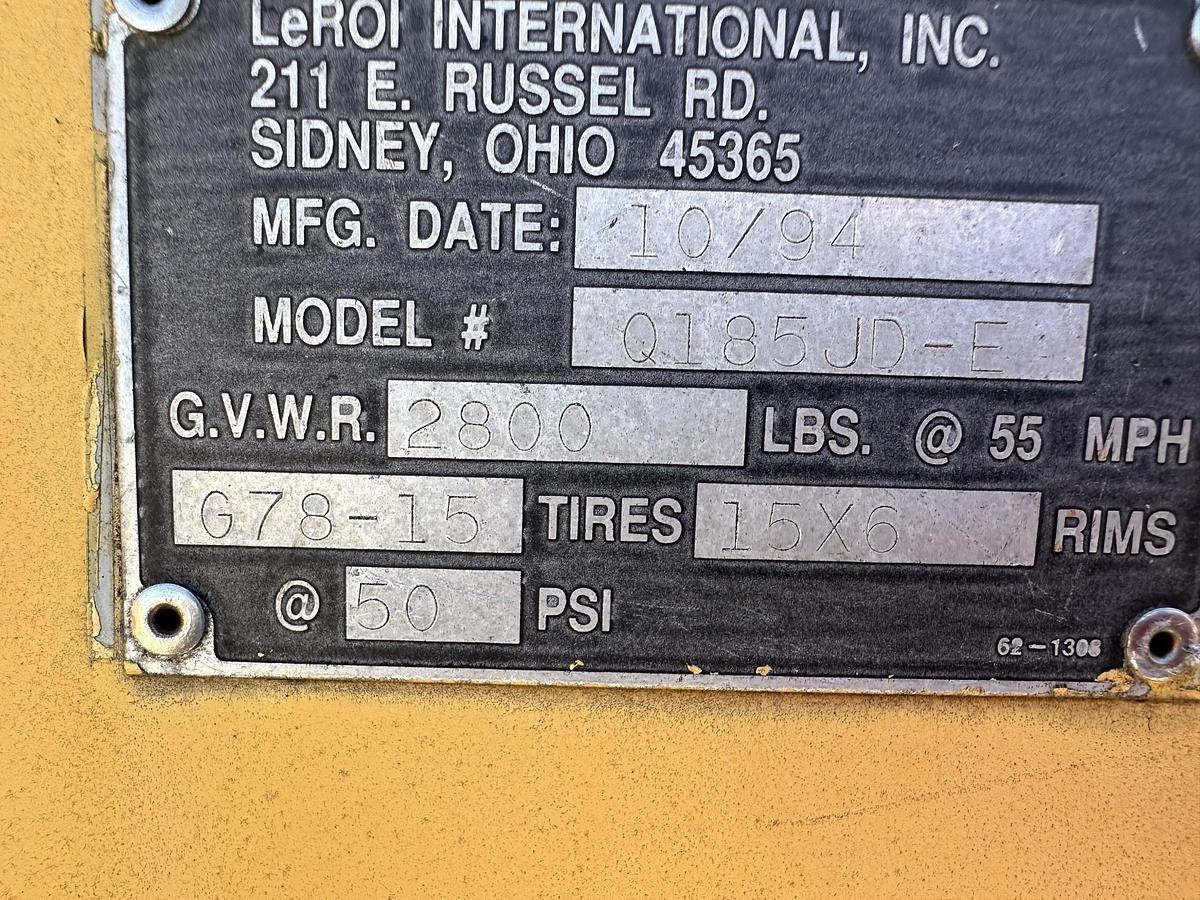 LeROI INTERNATIONAL, INC.
211 E. RUSSEL RD.
SIDNEY, OHIO 45365
MFG. DATE: 10/94
MODEL # Q185JD-E
G.V.W.R. 2800 LBS. @ 55 MPH
G78-15 TIRES 15X6 RIMS
@ 50 PSI
62-1308